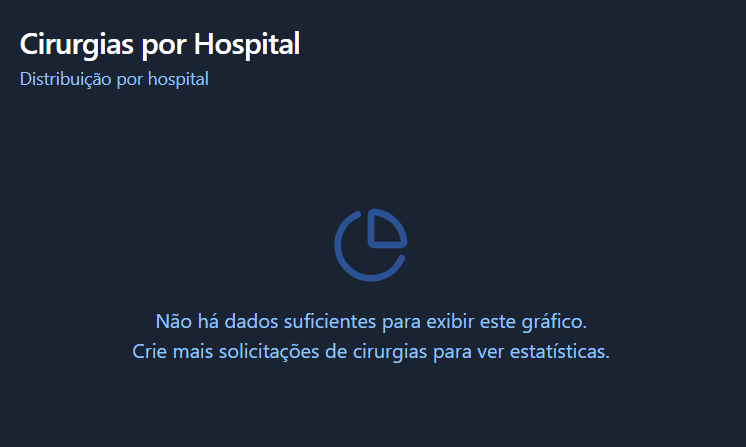 Cirurgias por Hospital
Distribuição por hospital
Não há dados suficientes para exibir este gráfico.
Crie mais solicitações de cirurgias para ver estatísticas.